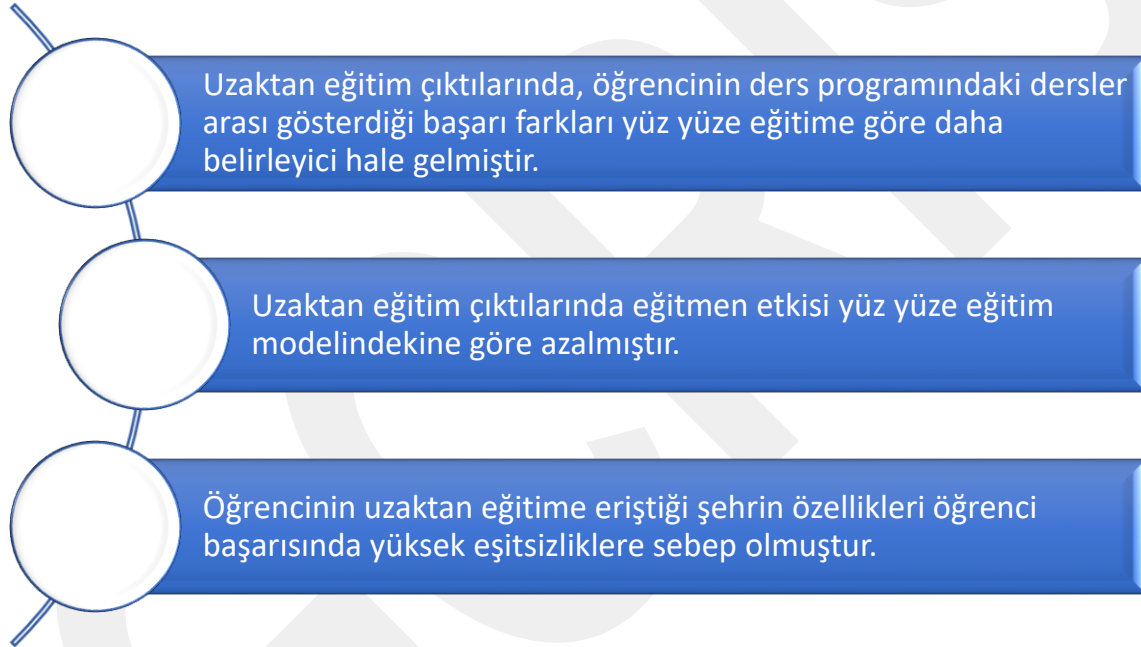 Uzaktan eğitim çıktılarında, öğrencinin ders programındaki dersler
arası gösterdiği başarı farkları yüz yüze eğitime göre daha
belirleyici hale gelmiştir.
Uzaktan eğitim çıktılarında eğitmen etkisi yüz yüze eğitim
modelindekine göre azalmıştır.
Öğrencinin uzaktan eğitime eriştiği şehrin özellikleri öğrenci
başarısında yüksek eşitsizliklere sebep olmuştur.